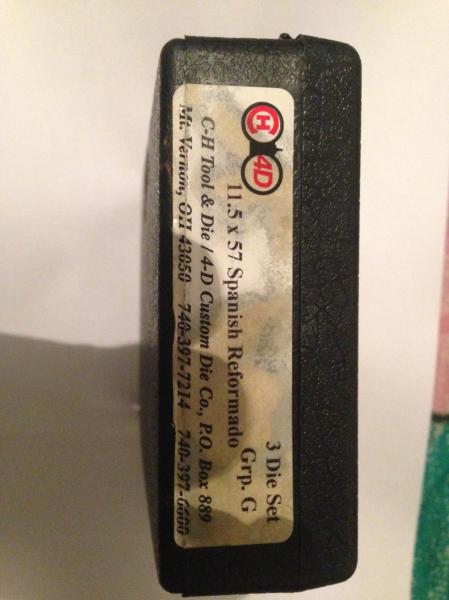 CH 4D
3 Die Set
11.5 x 57 Spanish Reformado Grp. G
C-H Tool & Die / 4-D Custom Die Co., P.O. Box 889
Mt. Vernon, OH 43050 740-397-7214 740-397-6600